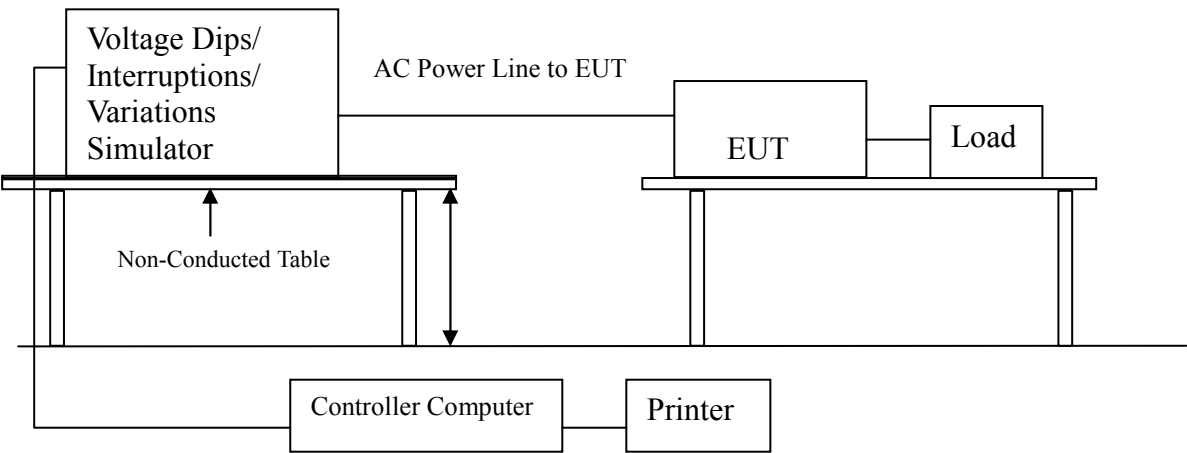 Voltage Dips/
Interruptions/
Variations
Simulator
AC Power Line to EUT
EUT
Load
Non-Conducted Table
Controller Computer
Printer